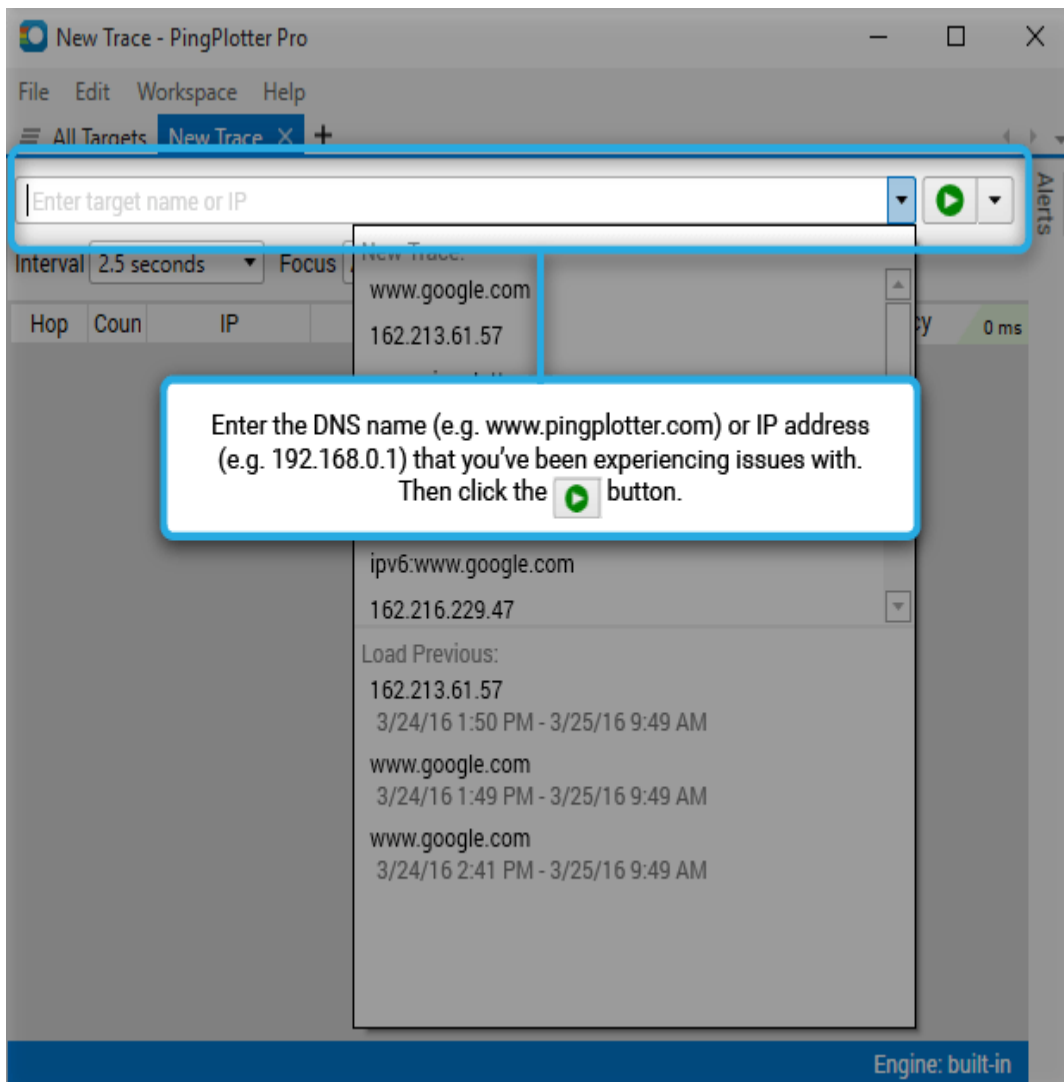 New Trace - PingPlotter Pro
File Edit Workspace Help
All Targets New Trace
Alerts
Enter target name or IP
Interval 2.5 seconds Focus
New Trace:
www.google.com
Hop Coun IP 0 ms
162.213.61.57
Enter the DNS name (e.g. www.pingplotter.com) or IP address
(e.g. 192.168.0.1) that you've been experiencing issues with.
Then click the button.
ipv6:www.google.com
162.216.229.47
Load Previous:
162.213.61.57
3/24/16 1:50 PM - 3/25/16 9:49 AM
www.google.com
3/24/16 1:49 PM - 3/25/16 9:49 AM
www.google.com
3/24/16 2:41 PM - 3/25/16 9:49 AM
Engine: built-in